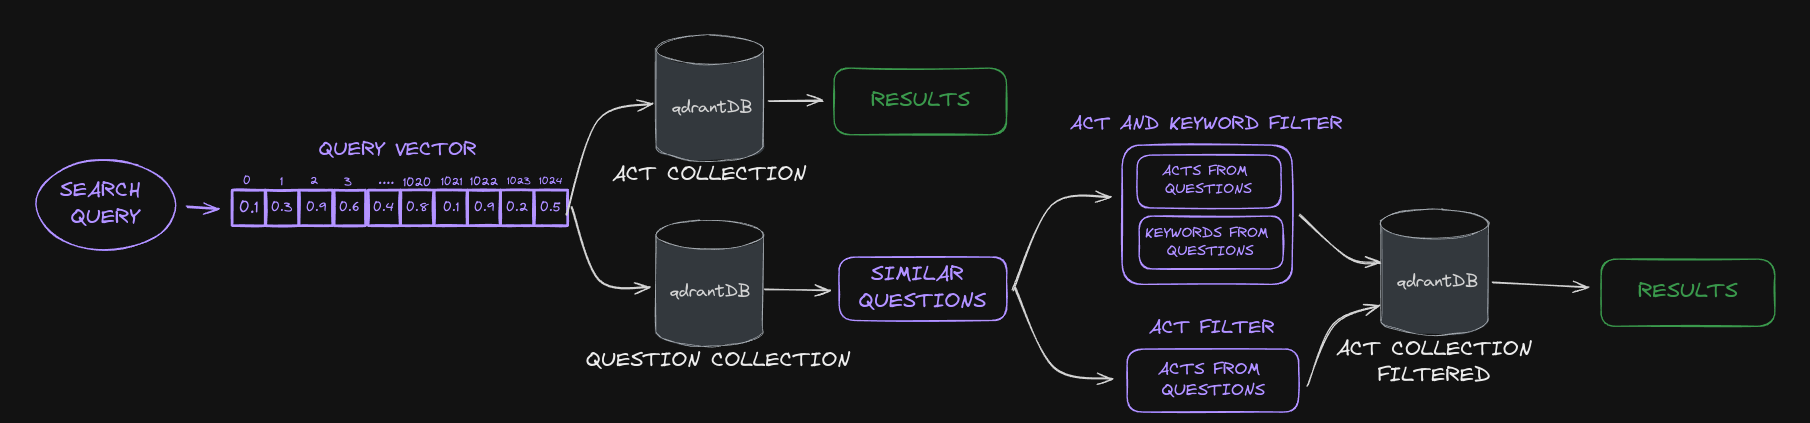 SEARCH
QUERY
QUERY VECTOR
0 1 2 3 .... 1020 1021 1022 1023 1024
0.1 0.3 0.9 0.6 0.4 0.8 0.1 0.9 0.2 0.5
qdrantDB
ACT COLLECTION
RESULTS
qdrantDB
QUESTION COLLECTION
SIMILAR
QUESTIONS
ACT AND KEYWORD FILTER
ACTS FROM
QUESTIONS
KEYWORDS FROM
QUESTIONS
ACT FILTER
ACTS FROM
QUESTIONS
qdrantDB
ACT COLLECTION
FILTERED
RESULTS